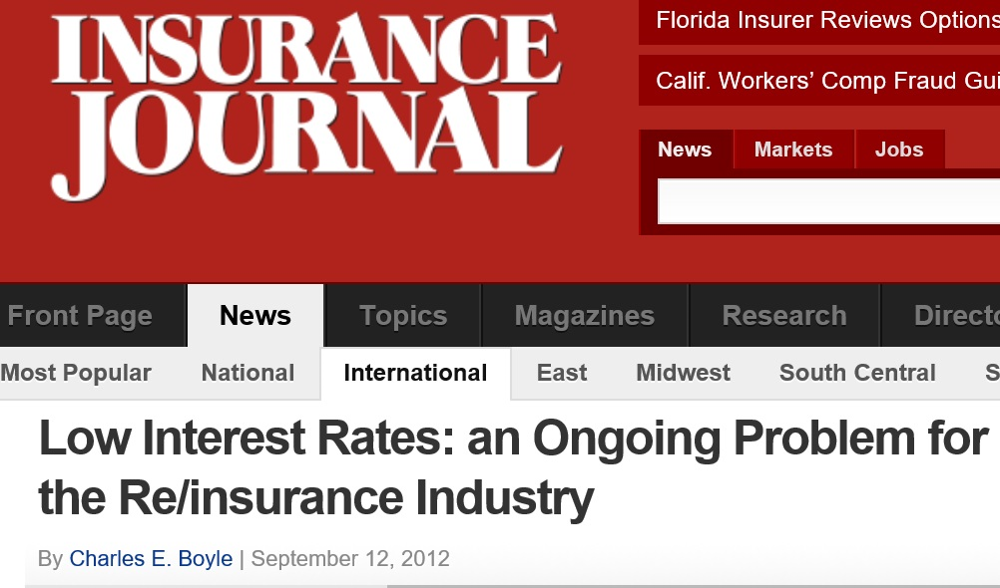 INSURANCE
JOURNAL
Florida Insurer Reviews Options
Calif. Workers' Comp Fraud
News Markets Jobs
Front Page News Topics Magazines Research
Most Popular National International East Midwest South Central
Low Interest Rates: an Ongoing Problem for
the Re/insurance Industry
By Charles E. Boyle | September 12, 2012